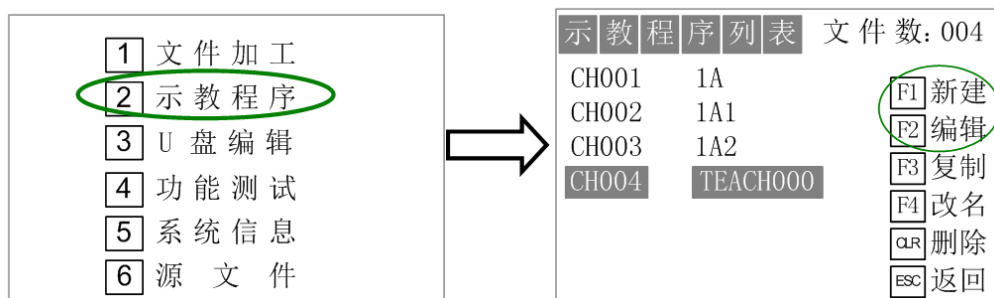 1 文件加工
2 示教程序
3 U 盘编辑
4 功能测试
5 系统信息
6 源 文 件
示教程序列表 文件数: 004
CH001 1A
CH002 1A1
CH003 1A2
CH004 TEACH000
F1 新建
F2 编辑
F3 复制
F4 改名
CLR 删除
ESC 返回